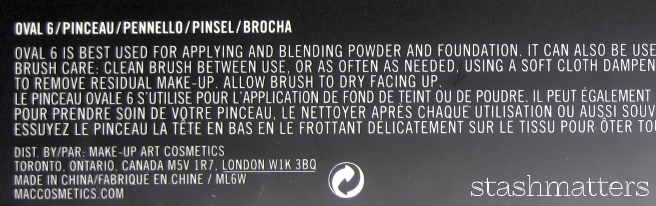 OVAL 6/PINCEAU/PENNELLO/PINSEL/BROCHA
OVAL 6 IS BEST USED FOR APPLYING AND BLENDING POWDER AND FOUNDATION. IT CAN ALSO BE USE
BRUSH CARE: CLEAN BRUSH BETWEEN USE, OR AS OFTEN AS NEEDED, USING A SOFT CLOTH DAMPEN
TO REMOVE RESIDUAL MAKE-UP. ALLOW BRUSH TO DRY FACING UP.
LE PINCEAU OVALE 6 S'UTILISE POUR L'APPLICATION DE FOND DE TEINT OU DE POUDRE. IL PEUT ÉGALEMENT
POUR PRENDRE SOIN DE VOTRE PINCEAU, LE NETTOYER APRÈS CHAQUE UTILISATION OU AUSSI SOUV
ESSUYEZ LE PINCEAU LA TÊTE EN BAS EN LE FROTTANT DÉLICATEMENT SUR LE TISSU POUR ÔTER TOU
DIST. BY/PAR: MAKE-UP ART COSMETICS
TORONTO, ONTARIO, CANADA M5V 1R7, LONDON W1K 3BQ
MADE IN CHINA/FABRIQUÉ EN CHINE / ML6W
MACCOSMETICS.COM
stashmatters